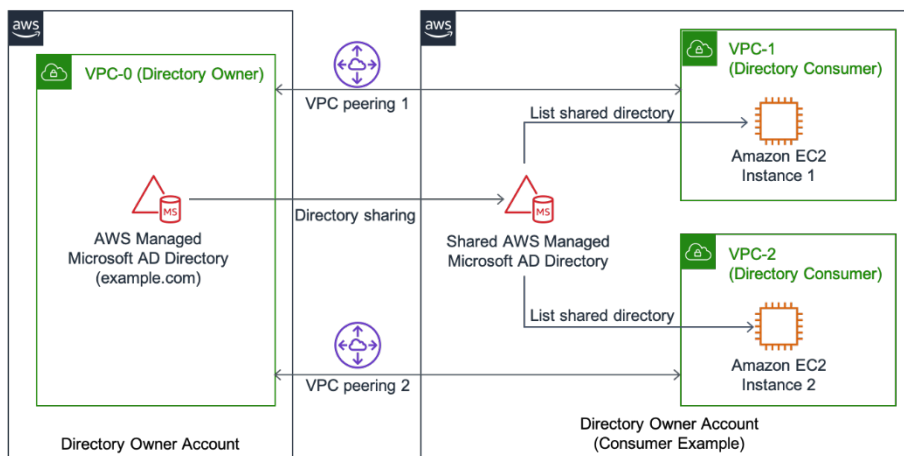 aws
VPC-0 (Directory Owner)
AWS Managed
Microsoft AD Directory
(example.com)
MS
Directory Owner Account
VPC peering 1
Directory sharing
VPC peering 2
aws
List shared directory
MS
Shared AWS Managed
Microsoft AD Directory
List shared directory
VPC-1
(Directory Consumer)
Amazon EC2
Instance 1
VPC-2
(Directory Consumer)
Amazon EC2
Instance 2
Directory Owner Account
(Consumer Example)